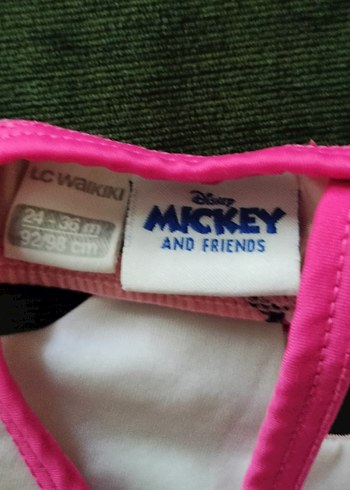 LC WAIKIKI
24 - 36 m
92/98 cm
Disney
MICKEY
AND FRIENDS